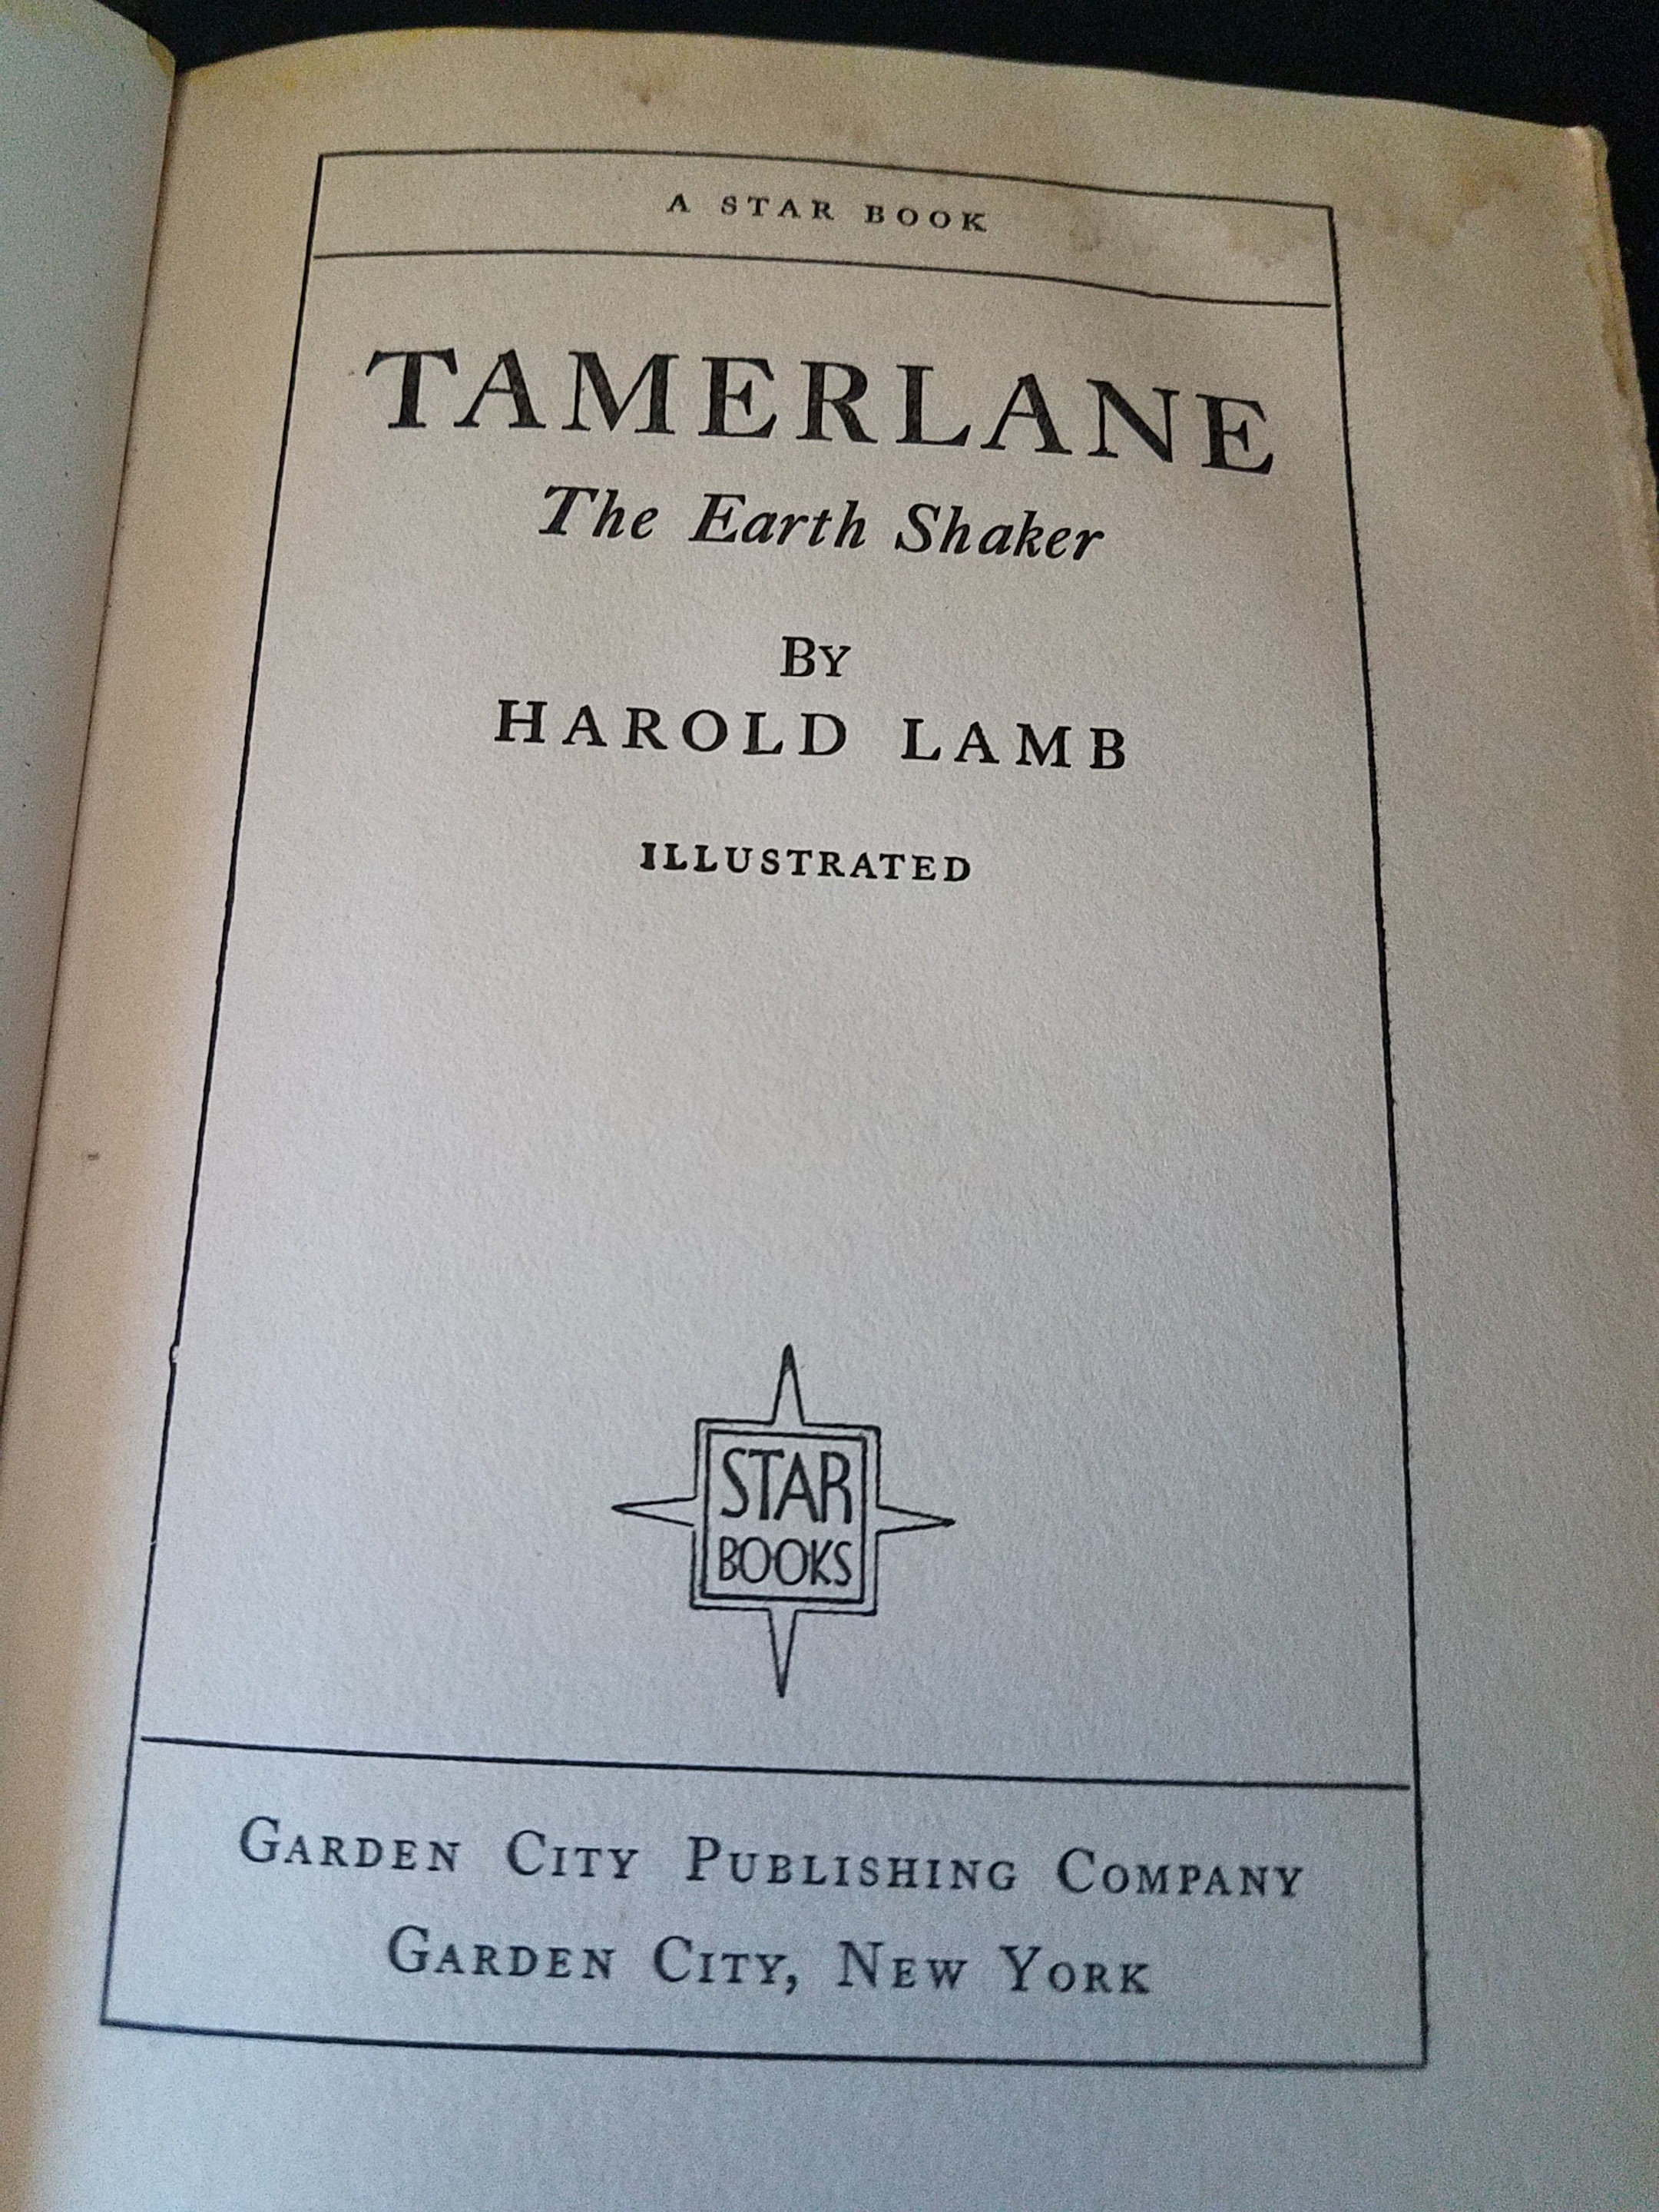 A STAR BOOK
TAMERLANE
The Earth Shaker
BY
HAROLD LAMB
ILLUSTRATED
STAR
BOOKS
GARDEN CITY PUBLISHING COMPANY
GARDEN CITY, NEW YORK